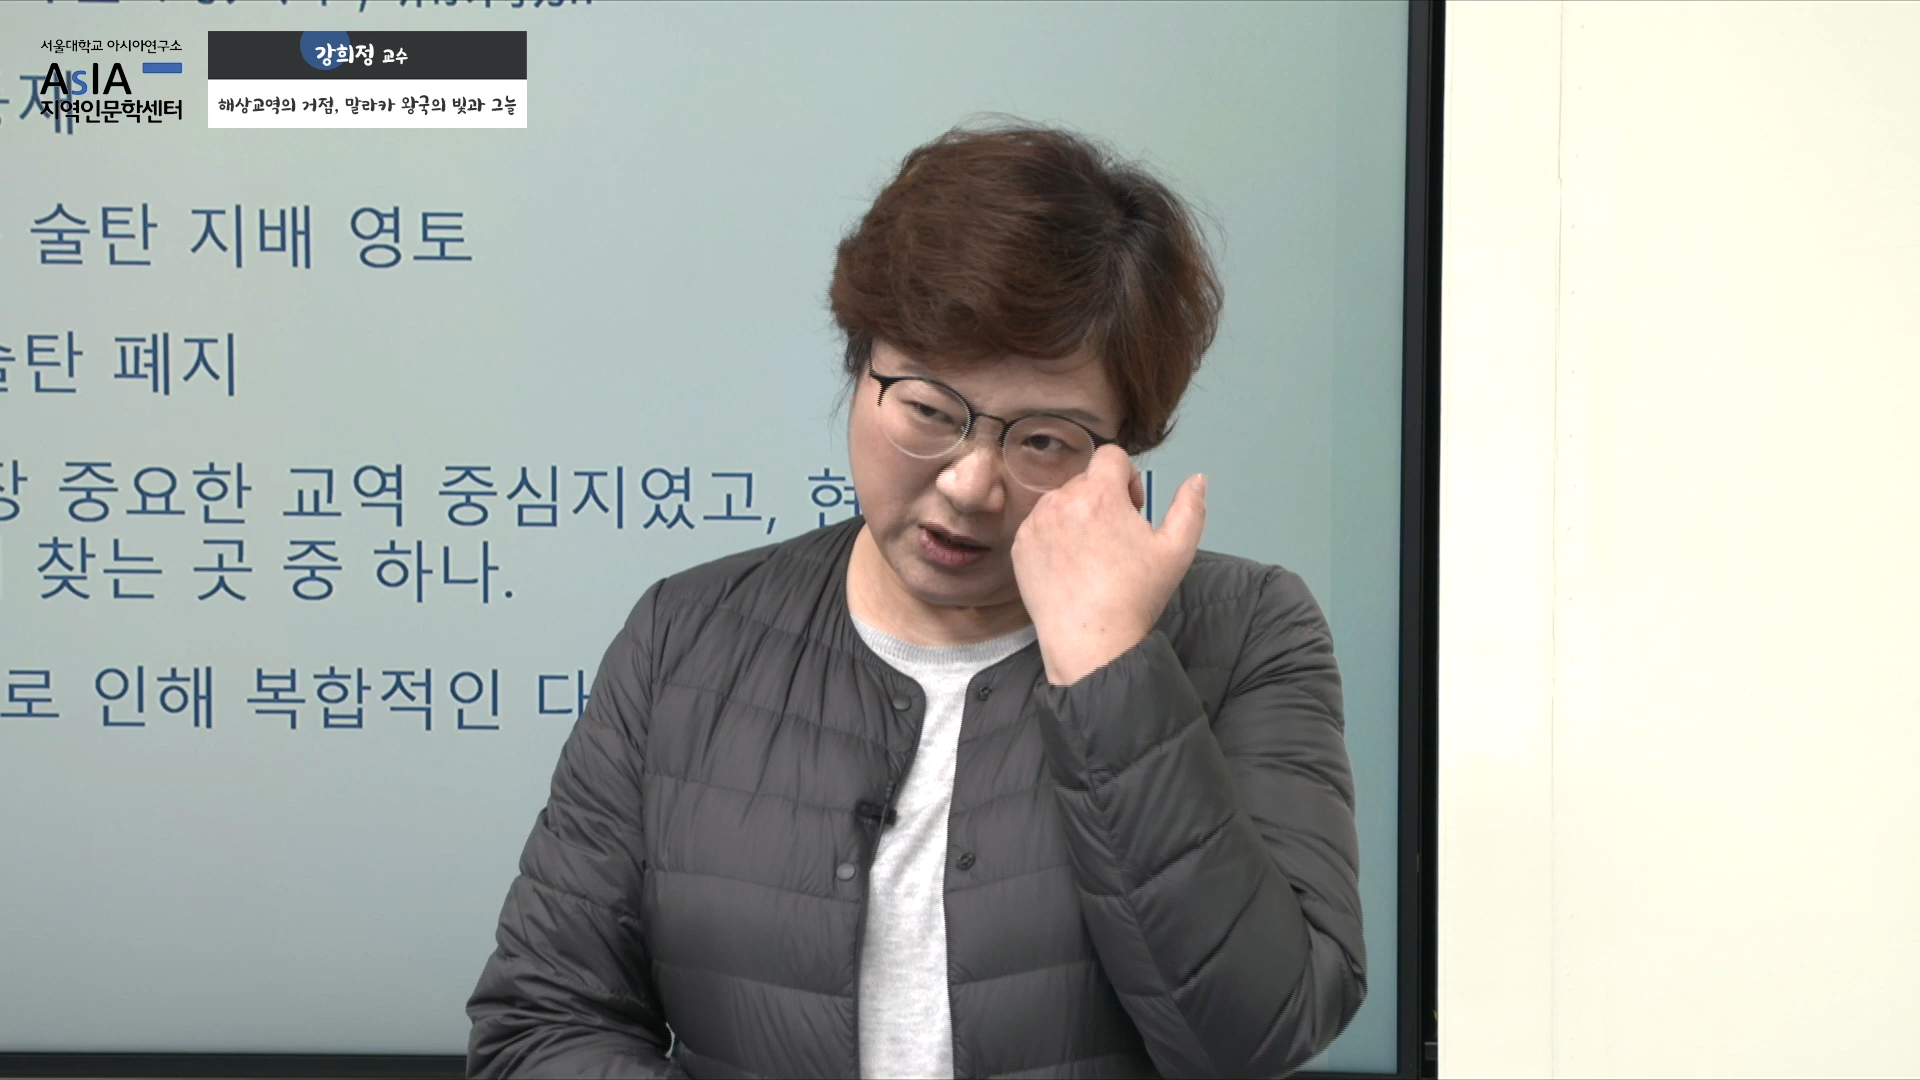 서울대학교 아시아연구소
AsIA
지역인문학센터
강희정 교수
해상교역의 거점, 말라카 왕국의 빛과 그늘
술탄 지배 영토
술탄 폐지
중요한 교역 중심지였고,
찾는 곳 중 하나.
로 인해 복합적인